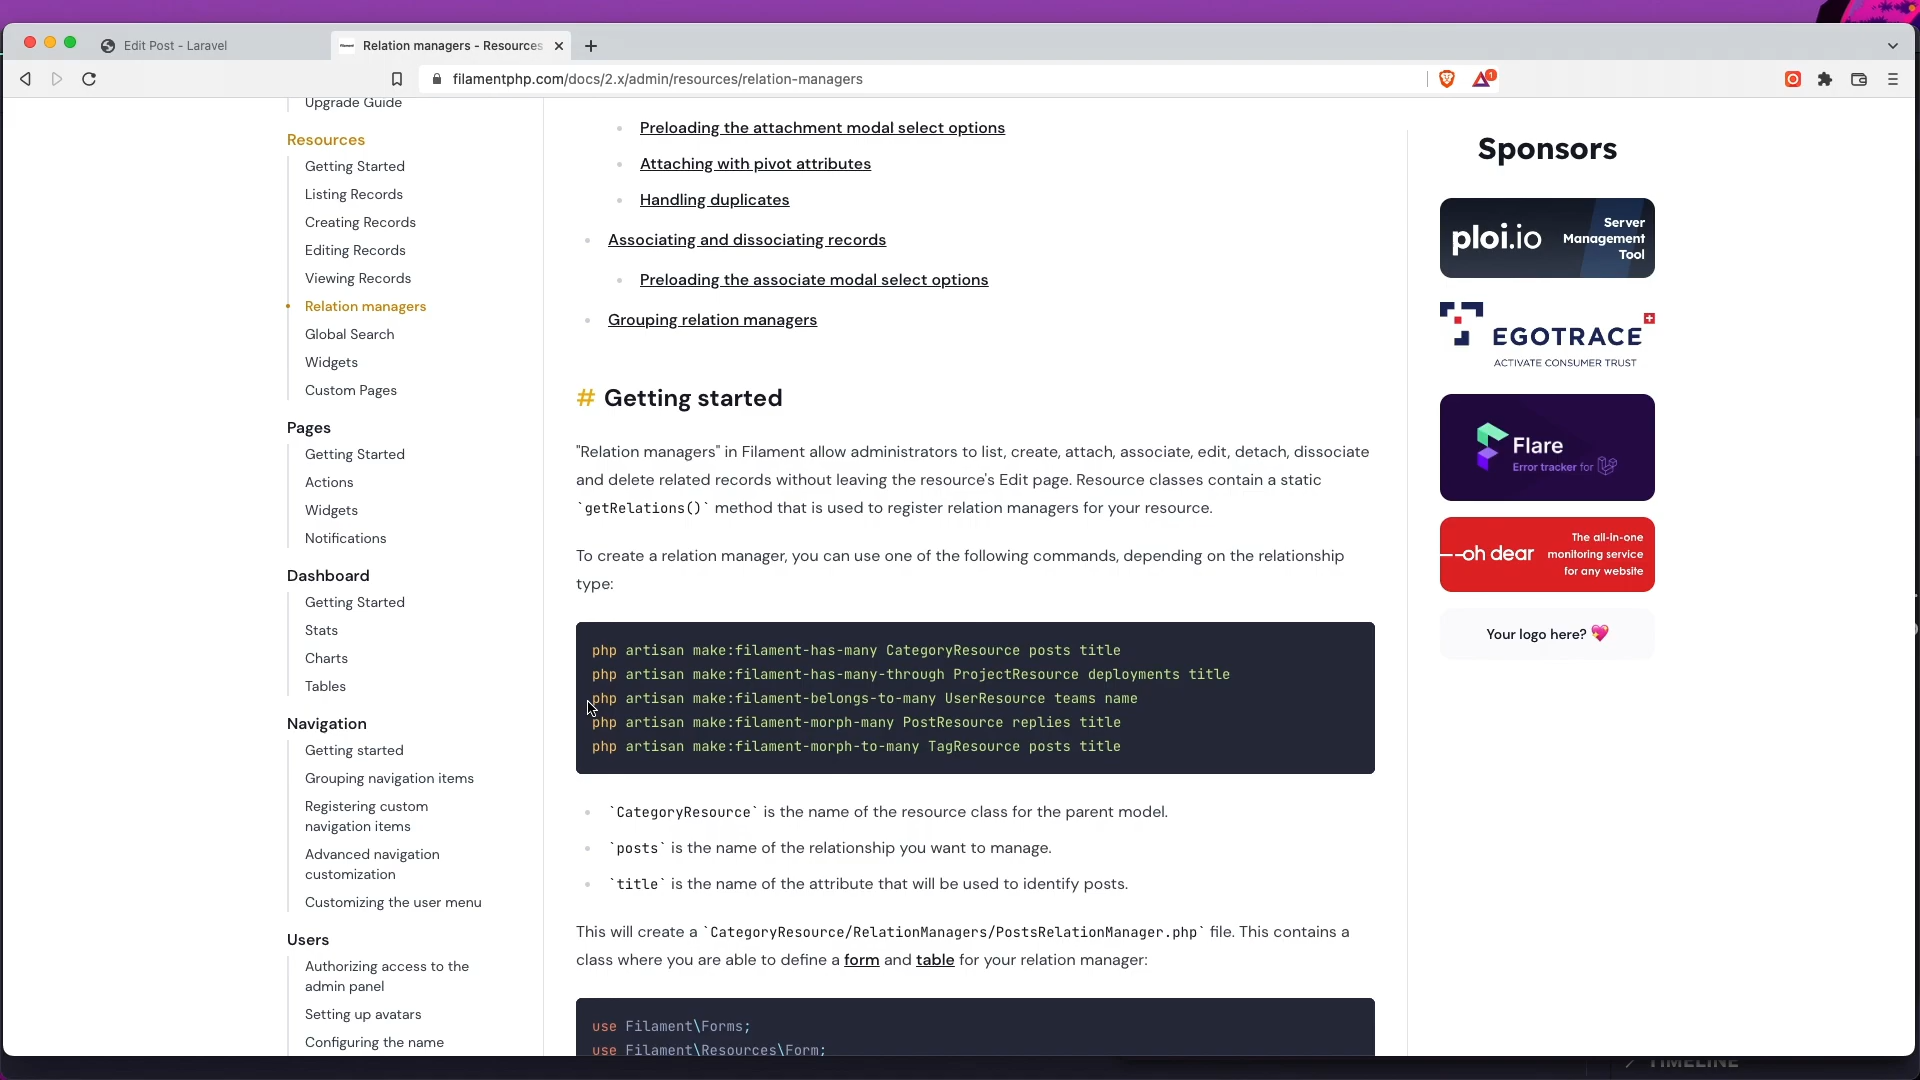 Edit Post - Laravel
Relation managers - Resources
filamentphp.com/docs/2.x/admin/resources/relation-managers
1
Upgrade Guide
Resources
Getting Started
Listing Records
Creating Records
Editing Records
Viewing Records
Relation managers
Global Search
Widgets
Custom Pages
Pages
Getting Started
Actions
Widgets
Notifications
Dashboard
Getting Started
Stats
Charts
Tables
Navigation
Getting started
Grouping navigation items
Registering custom
navigation items
Advanced navigation
customization
Customizing the user menu
Users
Authorizing access to the
admin panel
Setting up avatars
Configuring the name
Preloading the attachment modal select options
Attaching with pivot attributes
Handling duplicates
Associating and dissociating records
Preloading the associate modal select options
Grouping relation managers
# Getting started
"Relation managers" in Filament allow administrators to list, create, attach, associate, edit, detach, dissociate
and delete related records without leaving the resource's Edit page. Resource classes contain a static
`getRelations()` method that is used to register relation managers for your resource.
To create a relation manager, you can use one of the following commands, depending on the relationship
type:
php artisan make:filament-has-many CategoryResource posts title
php artisan make:filament-has-many-through ProjectResource deployments title
php artisan make:filament-belongs-to-many UserResource teams name
php artisan make:filament-morph-many PostResource replies title
php artisan make:filament-morph-to-many TagResource posts title
`CategoryResource` is the name of the resource class for the parent model.
`posts` is the name of the relationship you want to manage.
`title` is the name of the attribute that will be used to identify posts.
This will create a `CategoryResource/RelationManagers/PostsRelationManager.php` file. This contains a
class where you are able to define a form and table for your relation manager:
use Filament\Forms;
use Filament\Resources\Form;
Sponsors
ploi.io
Server
Management
Tool
EGOTRACE
ACTIVATE CONSUMER TRUST
Flare
Error tracker for
oh dear
The all-in-one
monitoring service
for any website
Your logo here? 💖
TIMELINE